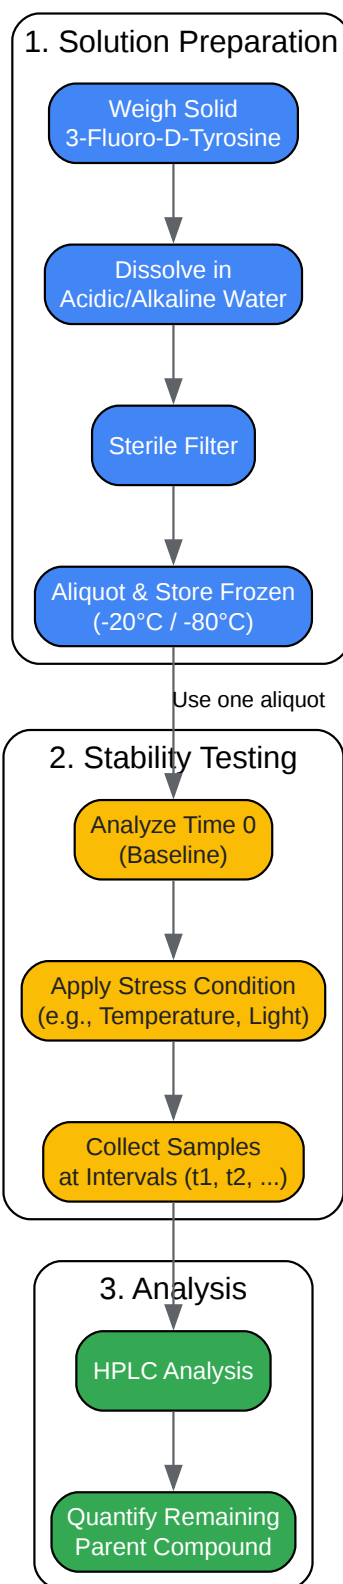 1. Solution Preparation
Weigh Solid
3-Fluoro-D-Tyrosine
Dissolve in
Acidic/Alkaline Water
Sterile Filter
Aliquot & Store Frozen
(-20°C / -80°C)
Use one aliquot
2. Stability Testing
Analyze Time 0
(Baseline)
Apply Stress Condition
(e.g., Temperature, Light)
Collect Samples
at Intervals (t1, t2, ...)
3. Analysis
HPLC Analysis
Quantify Remaining
Parent Compound